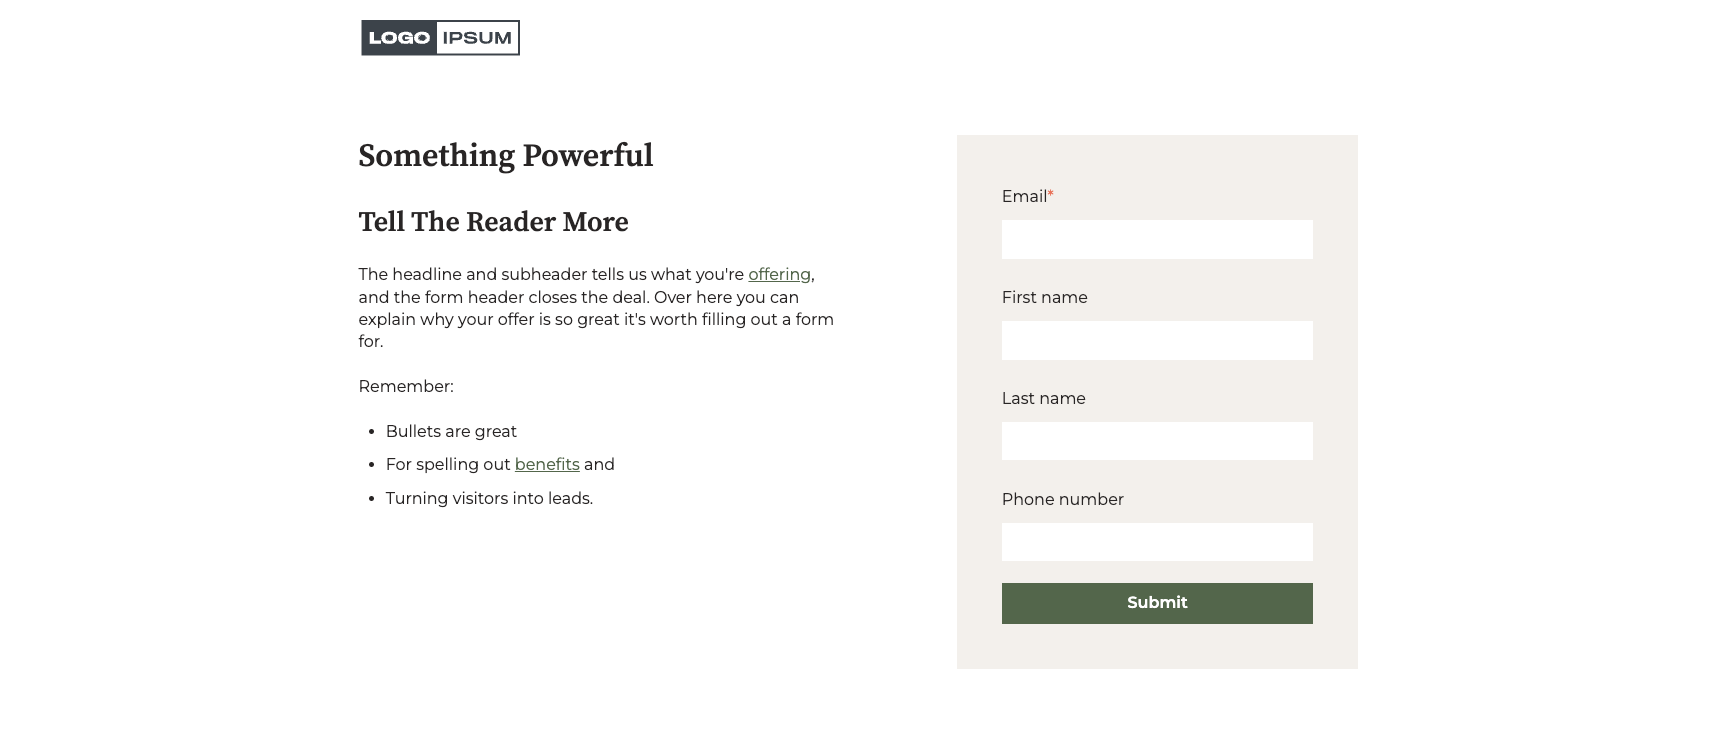 LOGO IPSUM
Something Powerful
Tell The Reader More
The headline and subheader tells us what you're offering,
and the form header closes the deal. Over here you can
explain why your offer is so great it's worth filling out a form
for.
Remember:
Bullets are great
For spelling out benefits and
Turning visitors into leads.
Email*
First name
Last name
Phone number
Submit